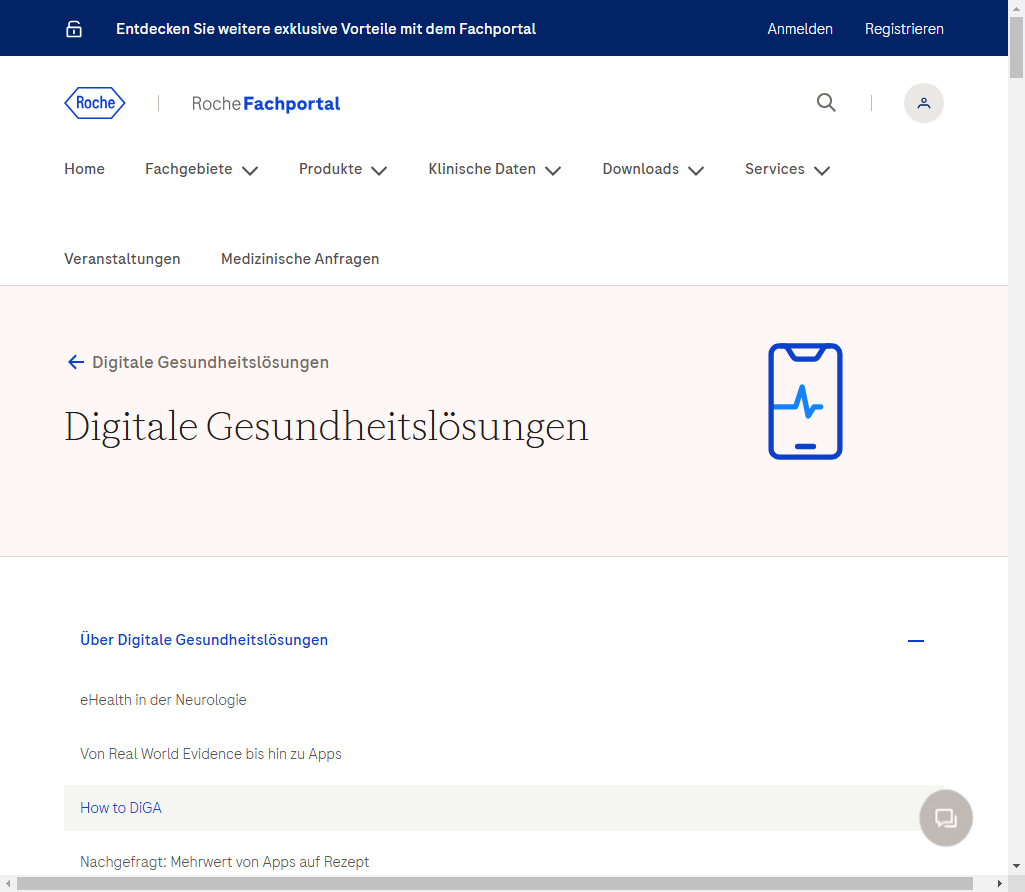 Entdecken Sie weitere exklusive Vorteile mit dem Fachportal Anmelden Registrieren
Roche Roche Fachportal
Home Fachgebiete Produkte Klinische Daten Downloads Services
Veranstaltungen Medizinische Anfragen
Digitale Gesundheitslösungen
Digitale Gesundheitslösungen
Über Digitale Gesundheitslösungen
eHealth in der Neurologie
Von Real World Evidence bis hin zu Apps
How to DiGA
Nachgefragt: Mehrwert von Apps auf Rezept